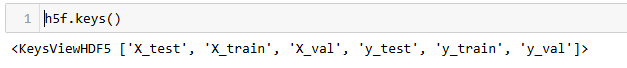 1 h5f.keys()
<KeysViewHDF5 ['X_test', 'X_train', 'X_val', 'y_test', 'y_train', 'y_val']>